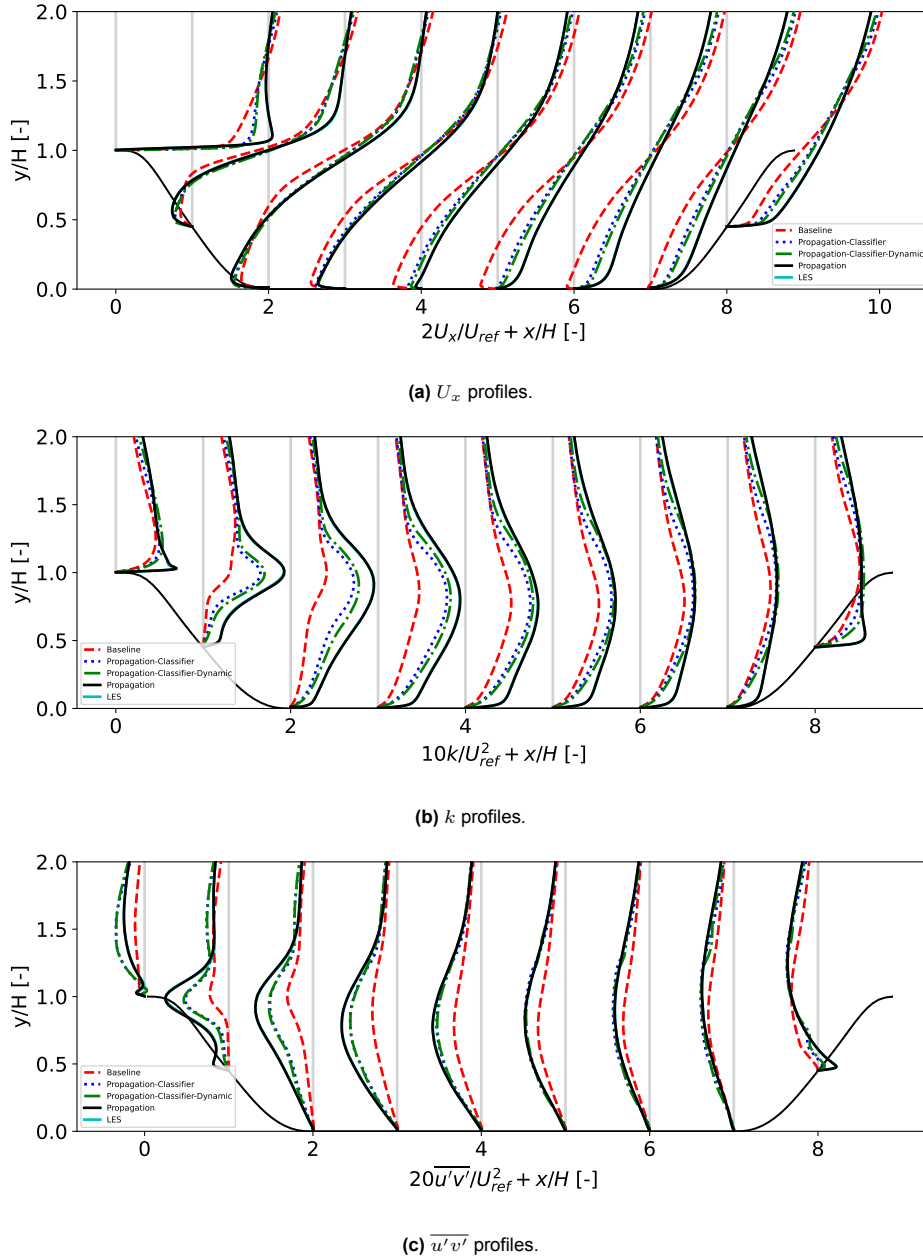 2.0
1.5
1.0
0.5
0.0
y/H [-]
Baseline
Propagation-Classifier
Propagation-Classifier-Dynamic
Propagation
LES
0 2 4 6 8 10
2U_x/U_ref + x/H [-]
(a) U_x profiles.
2.0
1.5
1.0
0.5
0.0
y/H [-]
Baseline
Propagation-Classifier
Propagation-Classifier-Dynamic
Propagation
LES
0 2 4 6 8
10k/U²_ref + x/H [-]
(b) k profiles.
2.0
1.5
1.0
0.5
0.0
y/H [-]
Baseline
Propagation-Classifier
Propagation-Classifier-Dynamic
Propagation
LES
0 2 4 6 8
20u̅'̅v̅'̅/U²_ref + x/H [-]
(c) u̅'̅v̅'̅ profiles.